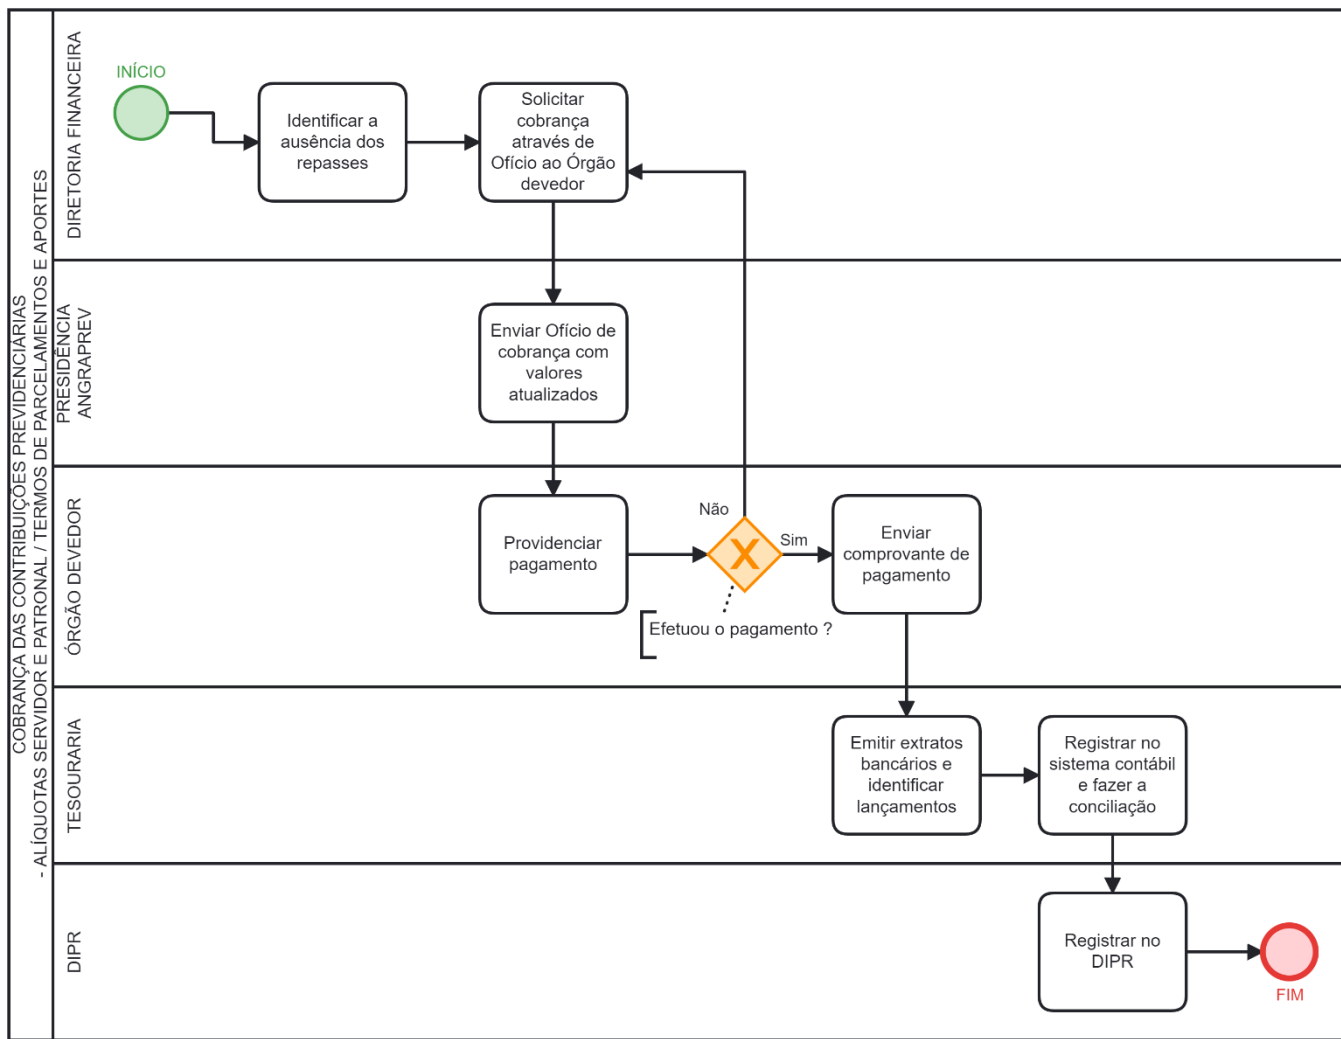 COBRANÇA DAS CONTRIBUIÇÕES PREVIDENCIÁRIAS
- ALÍQUOTAS SERVIDOR E PATRONAL / TERMOS DE PARCELAMENTOS E APORTES
DIRETORIA FINANCEIRA
INÍCIO
Identificar a
ausência dos
repasses
Solicitar
cobrança
através de
Ofício ao Órgão
devedor
PRESIDÊNCIA
ANGRAPREV
Enviar Ofício de
cobrança com
valores
atualizados
ÓRGÃO DEVEDOR
Providenciar
pagamento
Não
Sim
Efetuou o pagamento ?
Enviar
comprovante de
pagamento
TESOURARIA
Emitir extratos
bancários e
identificar
lançamentos
Registrar no
sistema contábil
e fazer a
conciliação
DIPR
Registrar no
DIPR
FIM